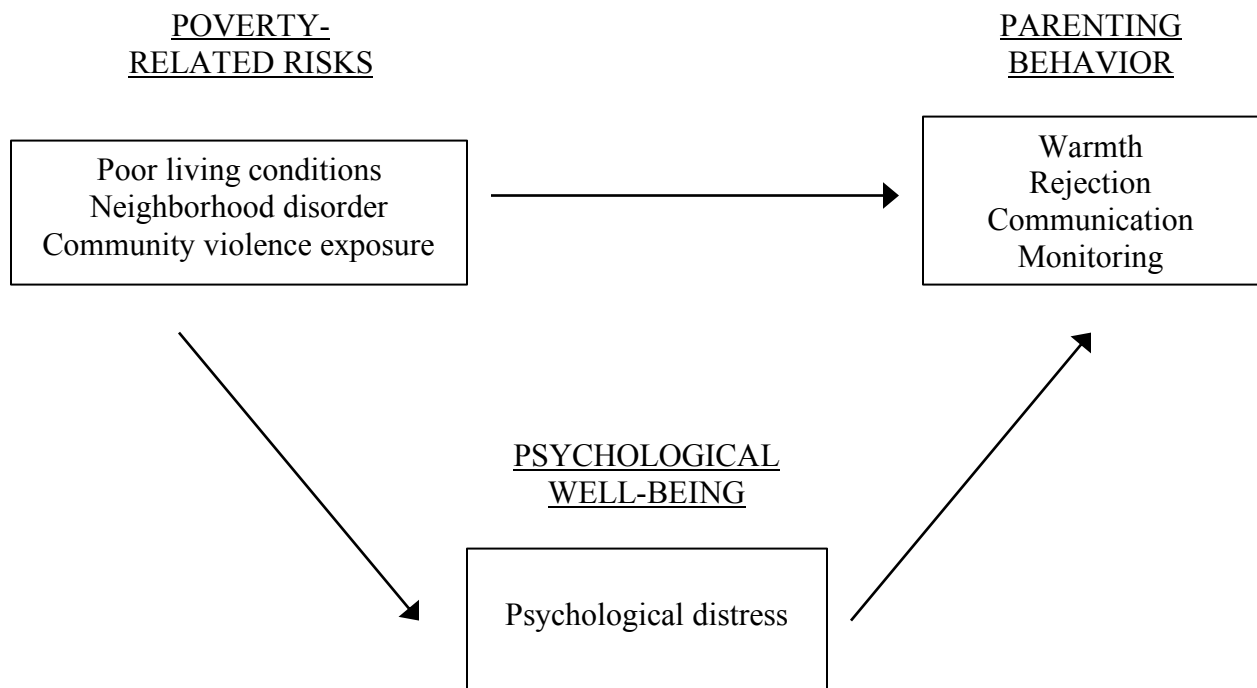 POVERTY-
RELATED RISKS
PARENTING
BEHAVIOR
Poor living conditions
Neighborhood disorder
Community violence exposure
Warmth
Rejection
Communication
Monitoring
PSYCHOLOGICAL
WELL-BEING
Psychological distress